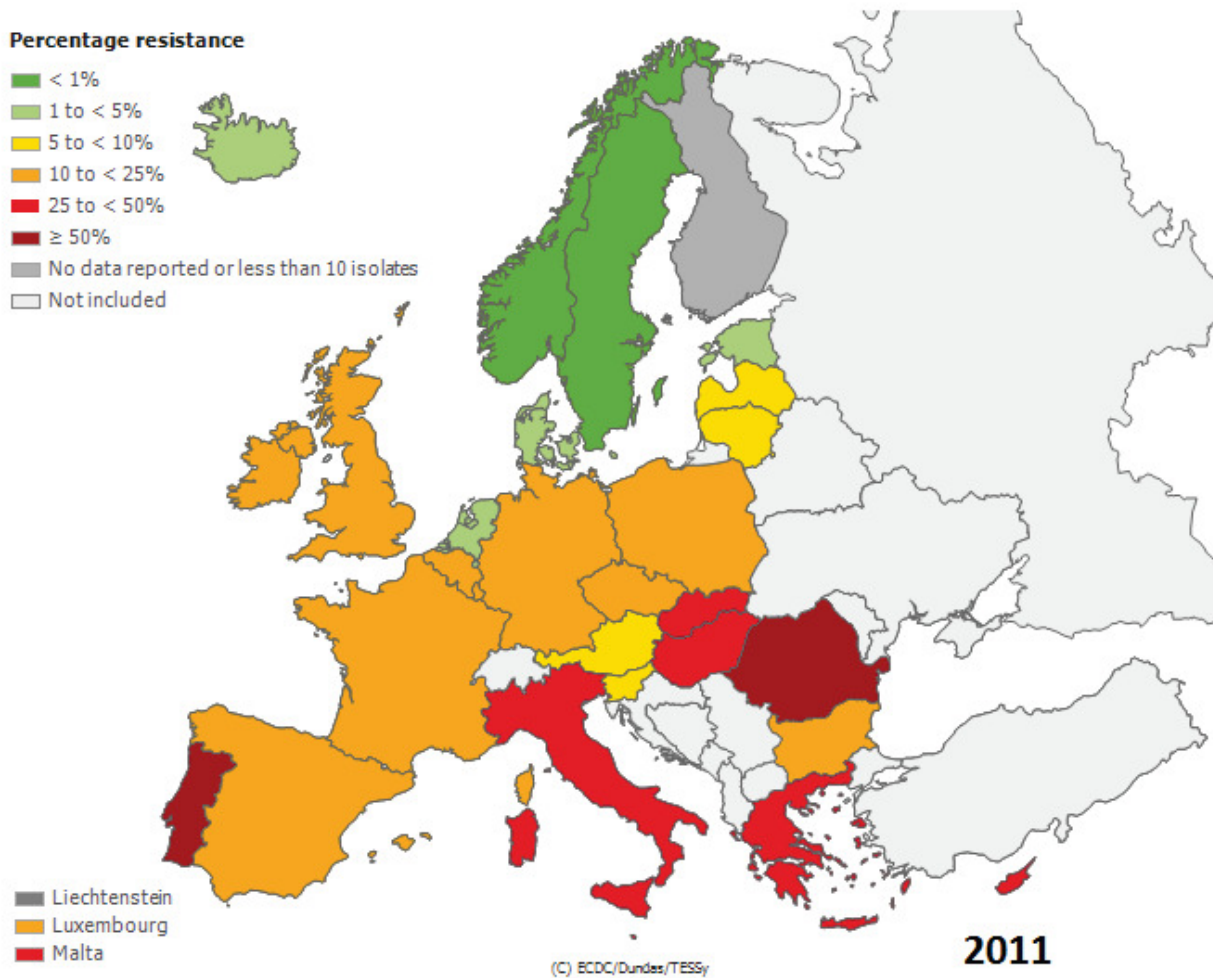 Percentage resistance
< 1%
1 to < 5%
5 to < 10%
10 to < 25%
25 to < 50%
≥ 50%
No data reported or less than 10 isolates
Not included
Liechtenstein
Luxembourg
Malta
2011
(C) ECDC/Dundas/TESSy